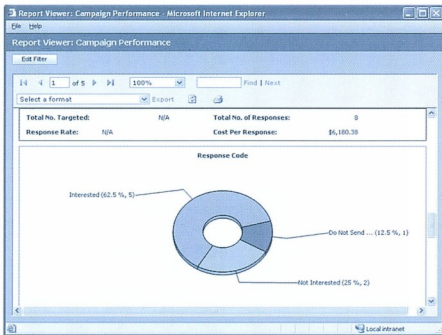 Report Viewer: Campaign Performance - Microsoft Internet Explorer
File Help
Report Viewer: Campaign Performance
Edit Filter
1 of 5 100% Find | Next
Select a format Export
Total No. Targeted: N/A Total No. of Responses: 8
Response Rate: N/A Cost Per Response: $6,180.38
Response Code
Interested (62.5 %, 5)
Do Not Send ... (12.5 %, 1)
Not Interested (25 %, 2)
Local intranet